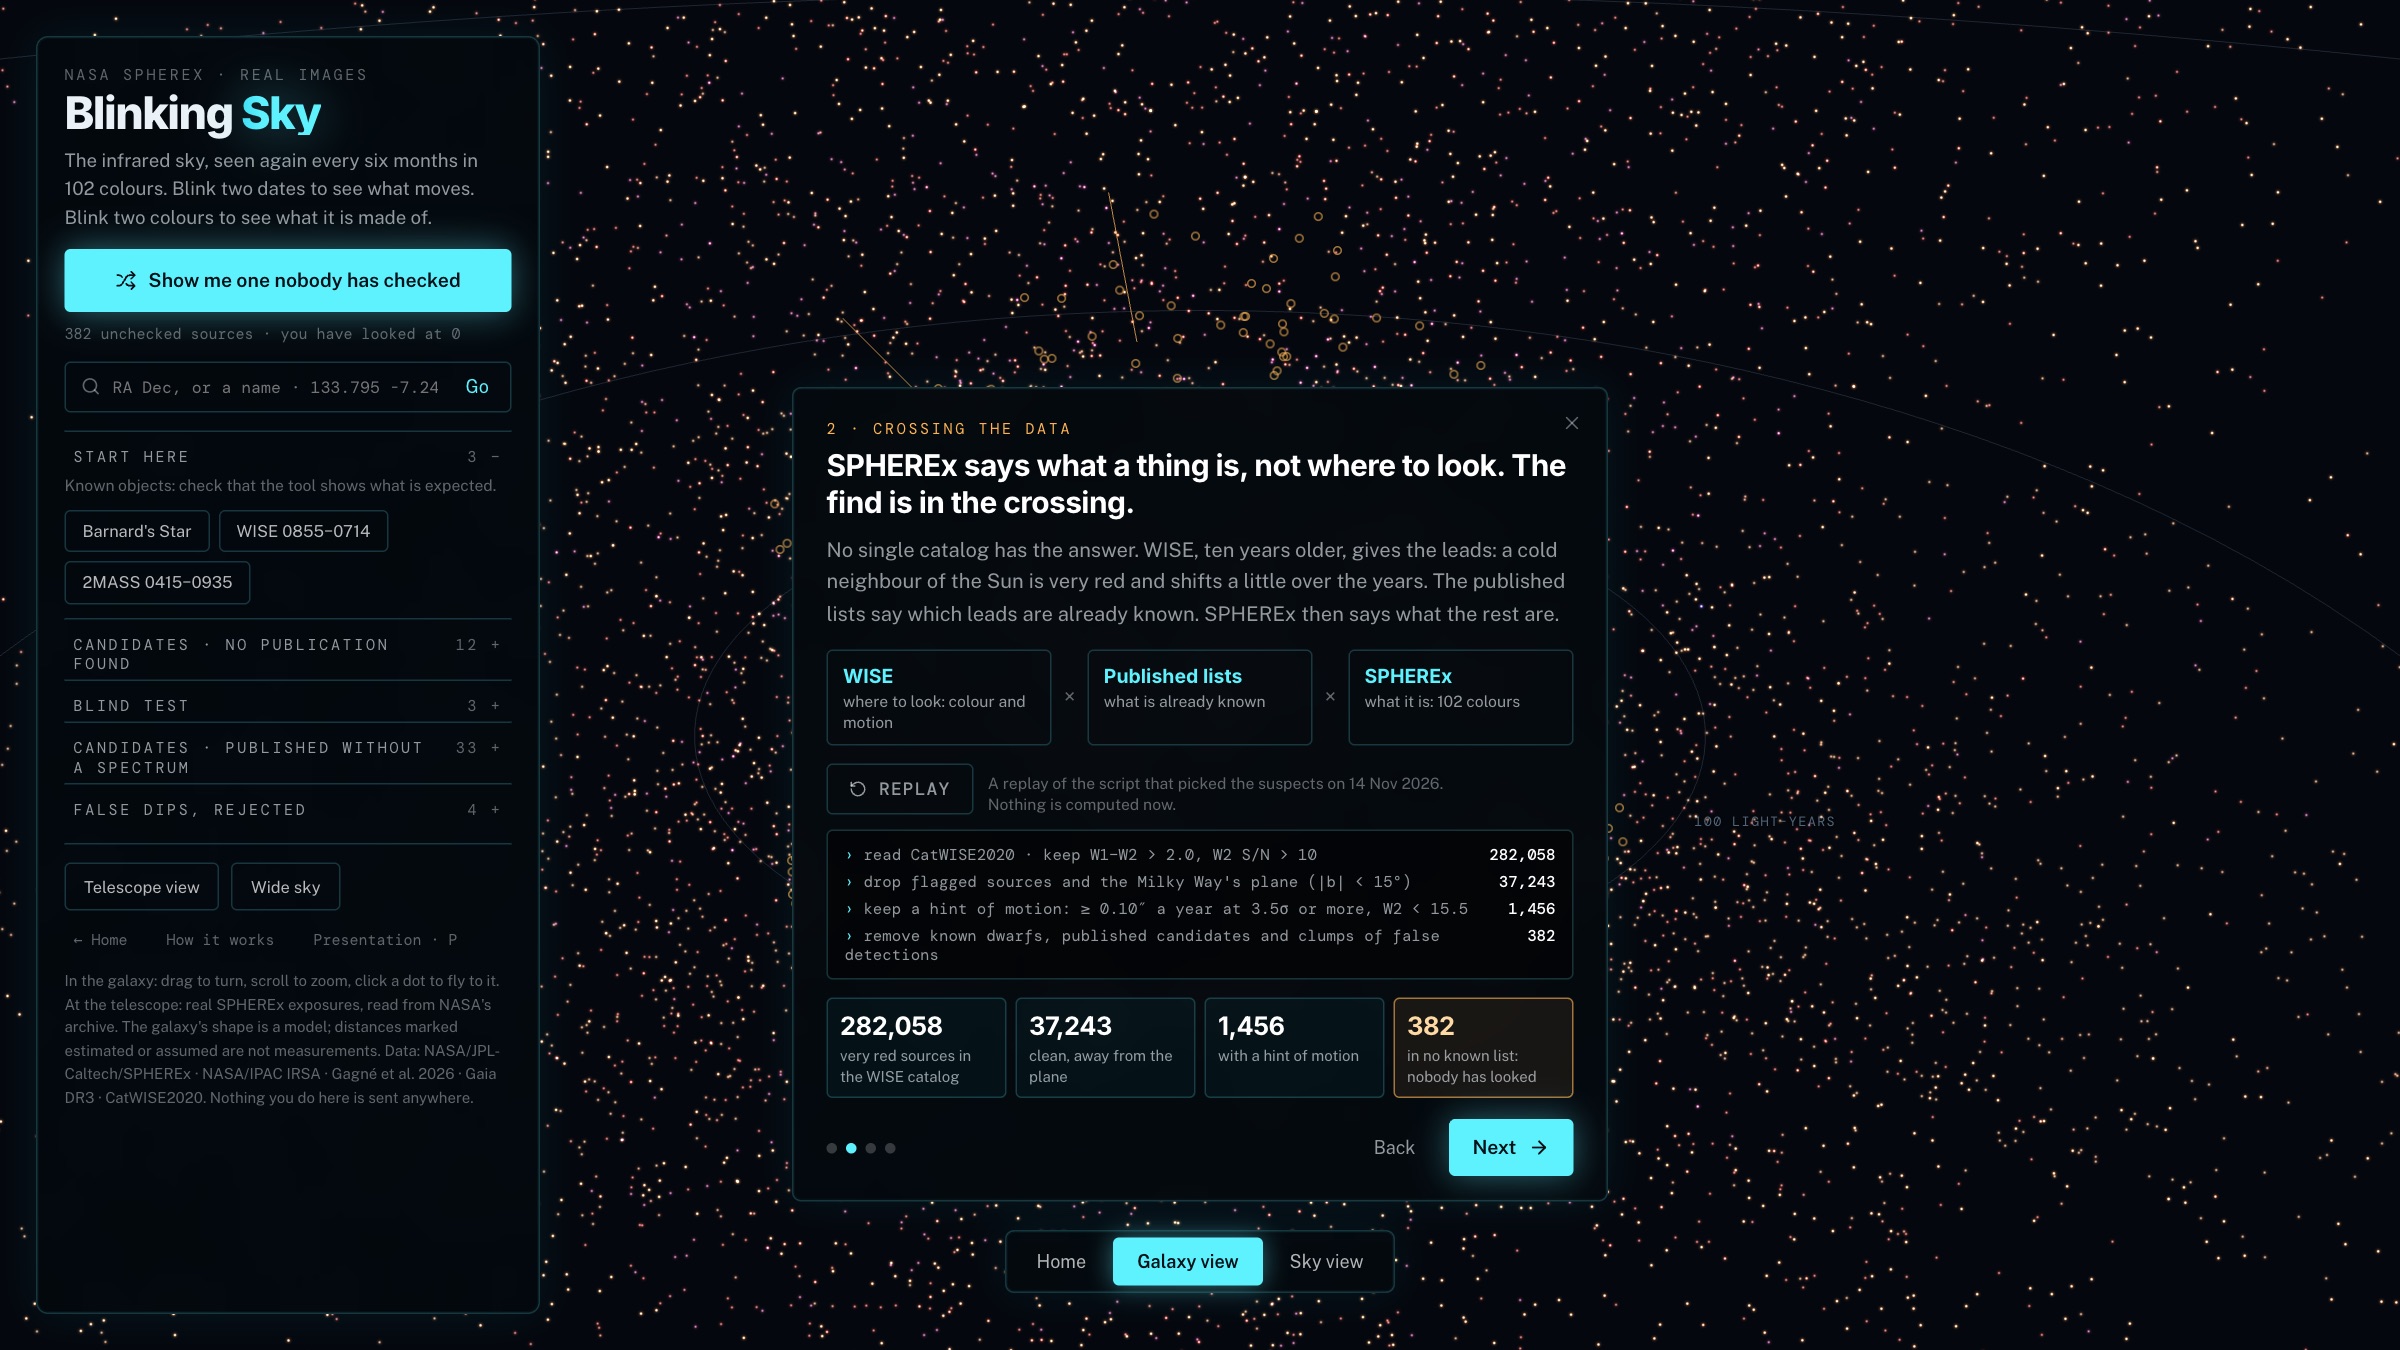 NASA SPHEREX · REAL IMAGES
Blinking Sky
The infrared sky, seen again every six months in
102 colours. Blink two dates to see what moves.
Blink two colours to see what it is made of.
Show me one nobody has checked
382 unchecked sources · you have looked at 0
RA Dec, or a name · 133.795 -7.24
Go
START HERE 3 −
Known objects: check that the tool shows what is expected.
Barnard's Star
WISE 0855−0714
2MASS 0415−0935
CANDIDATES · NO PUBLICATION 12 +
FOUND
BLIND TEST 3 +
CANDIDATES · PUBLISHED WITHOUT 33 +
A SPECTRUM
FALSE DIPS, REJECTED 4 +
Telescope view
Wide sky
← Home How it works Presentation · P
In the galaxy: drag to turn, scroll to zoom, click a dot to fly to it.
At the telescope: real SPHEREx exposures, read from NASA's
archive. The galaxy's shape is a model; distances marked
estimated or assumed are not measurements. Data: NASA/JPL-
Caltech/SPHEREx · NASA/IPAC IRSA · Gagné et al. 2026 · Gaia
DR3 · CatWISE2020. Nothing you do here is sent anywhere.
2 · CROSSING THE DATA
SPHEREx says what a thing is, not where to look. The
find is in the crossing.
No single catalog has the answer. WISE, ten years older, gives the leads: a cold
neighbour of the Sun is very red and shifts a little over the years. The published
lists say which leads are already known. SPHEREx then says what the rest are.
WISE
where to look: colour and
motion
×
Published lists
what is already known
×
SPHEREx
what it is: 102 colours
REPLAY
A replay of the script that picked the suspects on 14 Nov 2026.
Nothing is computed now.
› read CatWISE2020 · keep W1−W2 > 2.0, W2 S/N > 10 282,058
› drop flagged sources and the Milky Way's plane (|b| < 15°) 37,243
› keep a hint of motion: ≥ 0.10″ a year at 3.5σ or more, W2 < 15.5 1,456
› remove known dwarfs, published candidates and clumps of false 382
detections
282,058
very red sources in
the WISE catalog
37,243
clean, away from the
plane
1,456
with a hint of motion
382
in no known list:
nobody has looked
Back
Next →
100 LIGHT-YEARS
Home
Galaxy view
Sky view